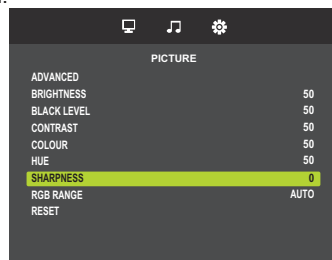 PICTURE
ADVANCED
BRIGHTNESS 50
BLACK LEVEL 50
CONTRAST 50
COLOUR 50
HUE 50
SHARPNESS 0
RGB RANGE AUTO
RESET